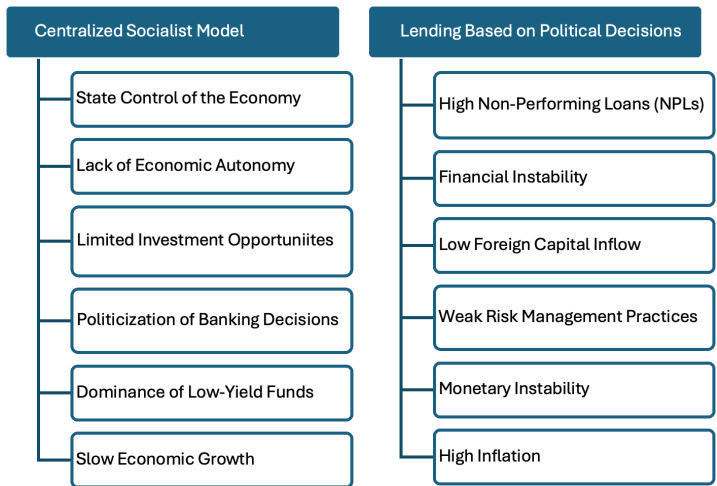 Centralized Socialist Model
State Control of the Economy
Lack of Economic Autonomy
Limited Investment Opportuniites
Politicization of Banking Decisions
Dominance of Low-Yield Funds
Slow Economic Growth
Lending Based on Political Decisions
High Non-Performing Loans (NPLs)
Financial Instability
Low Foreign Capital Inflow
Weak Risk Management Practices
Monetary Instability
High Inflation